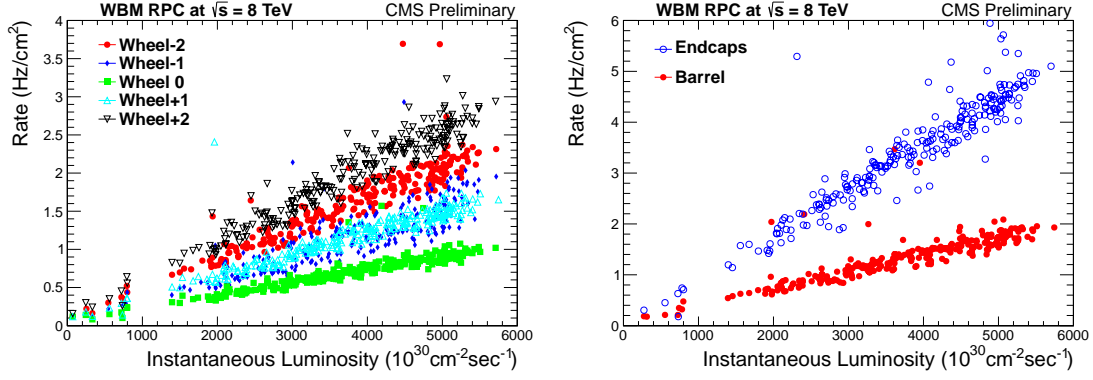 WBM RPC at √s = 8 TeV CMS Preliminary
Rate (Hz/cm²)
4
3.5
3
2.5
2
1.5
1
0.5
0
Wheel-2
Wheel-1
Wheel 0
Wheel+1
Wheel+2
0 1000 2000 3000 4000 5000 6000
Instantaneous Luminosity (10³⁰cm⁻²sec⁻¹)
WBM RPC at √s = 8 TeV CMS Preliminary
Rate (Hz/cm²)
6
5
4
3
2
1
0
Endcaps
Barrel
0 1000 2000 3000 4000 5000 6000
Instantaneous Luminosity (10³⁰cm⁻²sec⁻¹)